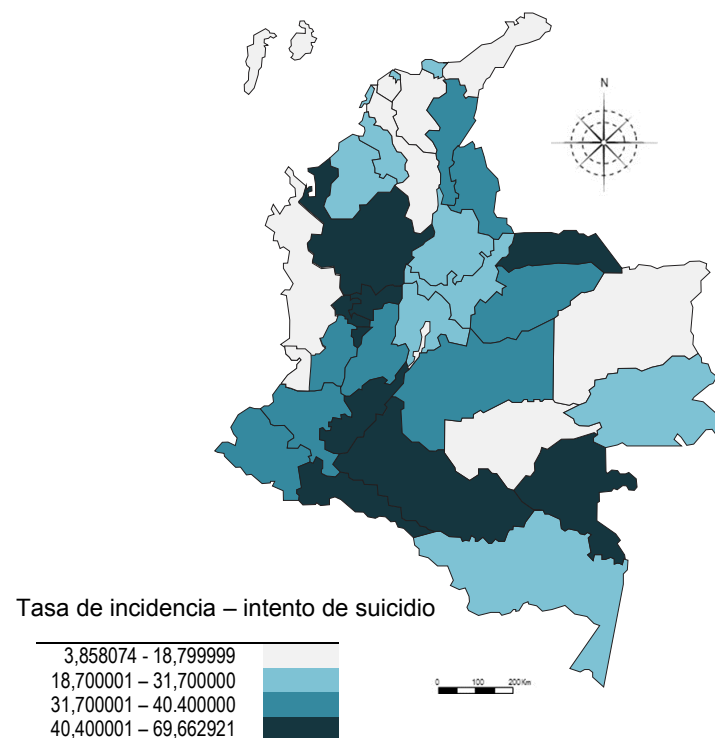 N
Tasa de incidencia – intento de suicidio
3,858074 - 18,799999
18,700001 – 31,700000
31,700001 – 40.400000
40,400001 – 69,662921
0 100 200 Km